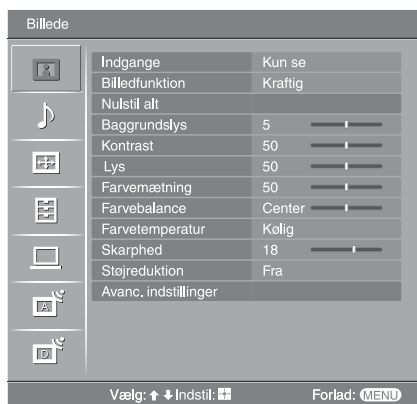 Billede
Indgange Kun se
Billedfunktion Kraftig
Nulstil alt
Baggrundslys 5
Kontrast 50
Lys 50
Farvemætning 50
Farvebalance Center
Farvetemperatur Kølig
Skarphed 18
Støjreduktion Fra
Avanc. indstillinger
A
D
Vælg: Indstil: Forlad: MENU